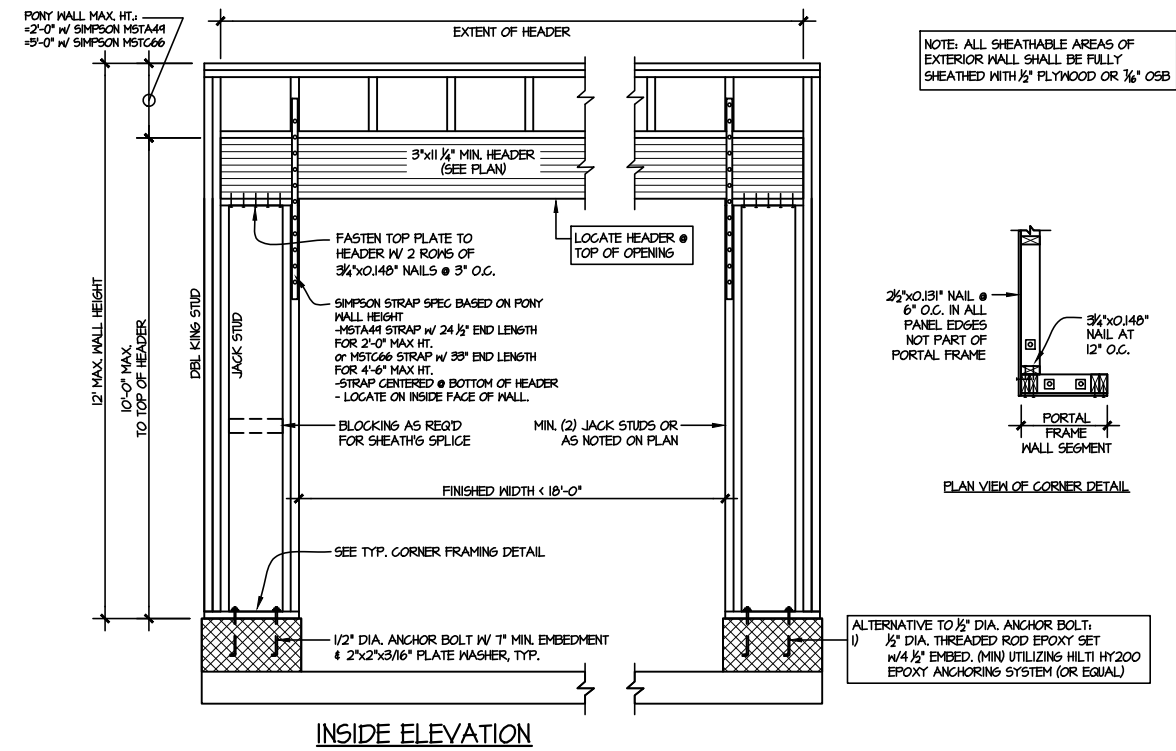 PONY WALL MAX. HT.:
=2'-0" W/ SIMPSON MSTA49
=5'-0" W/ SIMPSON MSTC66
EXTENT OF HEADER
NOTE: ALL SHEATHABLE AREAS OF
EXTERIOR WALL SHALL BE FULLY
SHEATHED WITH ½" PLYWOOD OR 7/16" OSB
3"x11 ¼" MIN. HEADER
(SEE PLAN)
FASTEN TOP PLATE TO
HEADER W/ 2 ROWS OF
3¼"x0.148" NAILS @ 3" O.C.
LOCATE HEADER @
TOP OF OPENING
12' MAX. WALL HEIGHT
10'-0" MAX.
TO TOP OF HEADER
DBL KING STUD
JACK STUD
SIMPSON STRAP SPEC BASED ON PONY
WALL HEIGHT
-MSTA49 STRAP W/ 24 ½" END LENGTH
FOR 2'-0" MAX HT.
or MSTC66 STRAP W/ 33" END LENGTH
FOR 4'-6" MAX HT.
-STRAP CENTERED @ BOTTOM OF HEADER
- LOCATE ON INSIDE FACE OF WALL.
BLOCKING AS REQ'D
FOR SHEATH'G SPLICE
MIN. (2) JACK STUDS OR
AS NOTED ON PLAN
FINISHED WIDTH < 18'-0"
SEE TYP. CORNER FRAMING DETAIL
1/2" DIA. ANCHOR BOLT W/ 7" MIN. EMBEDMENT
& 2"x2"x3/16" PLATE WASHER, TYP.
2½"x0.131" NAIL @
6" O.C. IN ALL
PANEL EDGES
NOT PART OF
PORTAL FRAME
3¼"x0.148"
NAIL AT
12" O.C.
PORTAL
FRAME
WALL SEGMENT
PLAN VIEW OF CORNER DETAIL
ALTERNATIVE TO ½" DIA. ANCHOR BOLT:
1) ½" DIA. THREADED ROD EPOXY SET
w/4 ½" EMBED. (MIN) UTILIZING HILTI HY200
EPOXY ANCHORING SYSTEM (OR EQUAL)
INSIDE ELEVATION